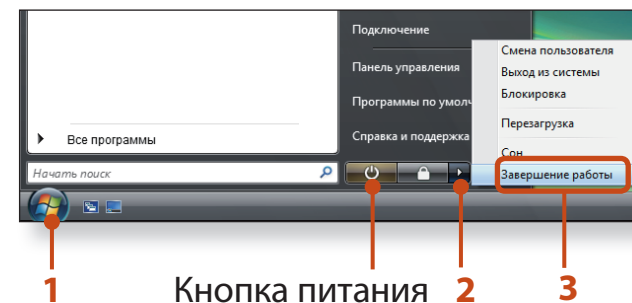 Подключение
Панель управления
Программы по умолч
Справка и поддержка
Все программы
Начать поиск
Смена пользователя
Выход из системы
Блокировка
Перезагрузка
Сон
Завершение работы
1
Кнопка питания
2
3